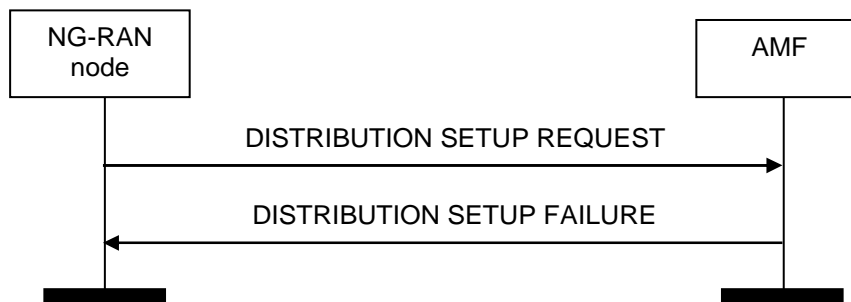 NG-RAN
node
AMF
DISTRIBUTION SETUP REQUEST
DISTRIBUTION SETUP FAILURE